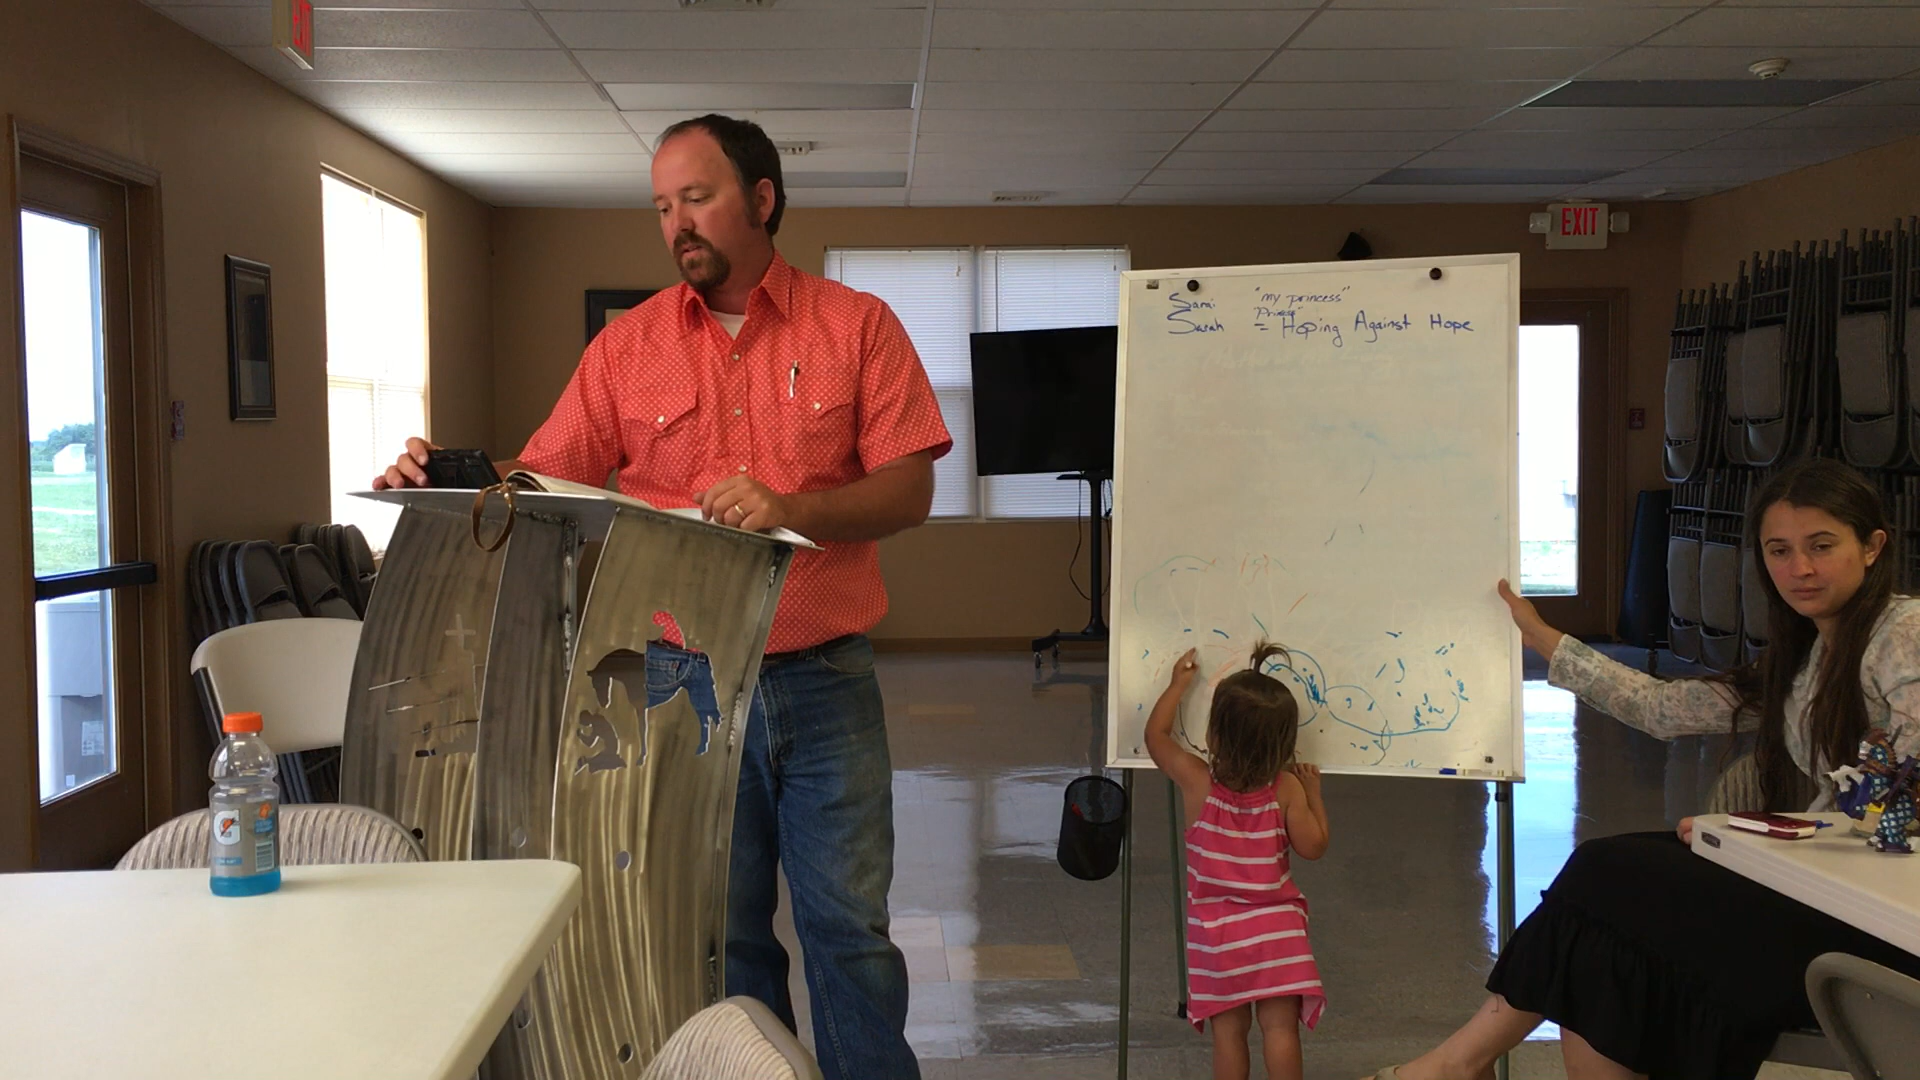 EXIT
EXIT
Sarai "my princess"
"Princess"
Sarah = Hoping Against Hope
G